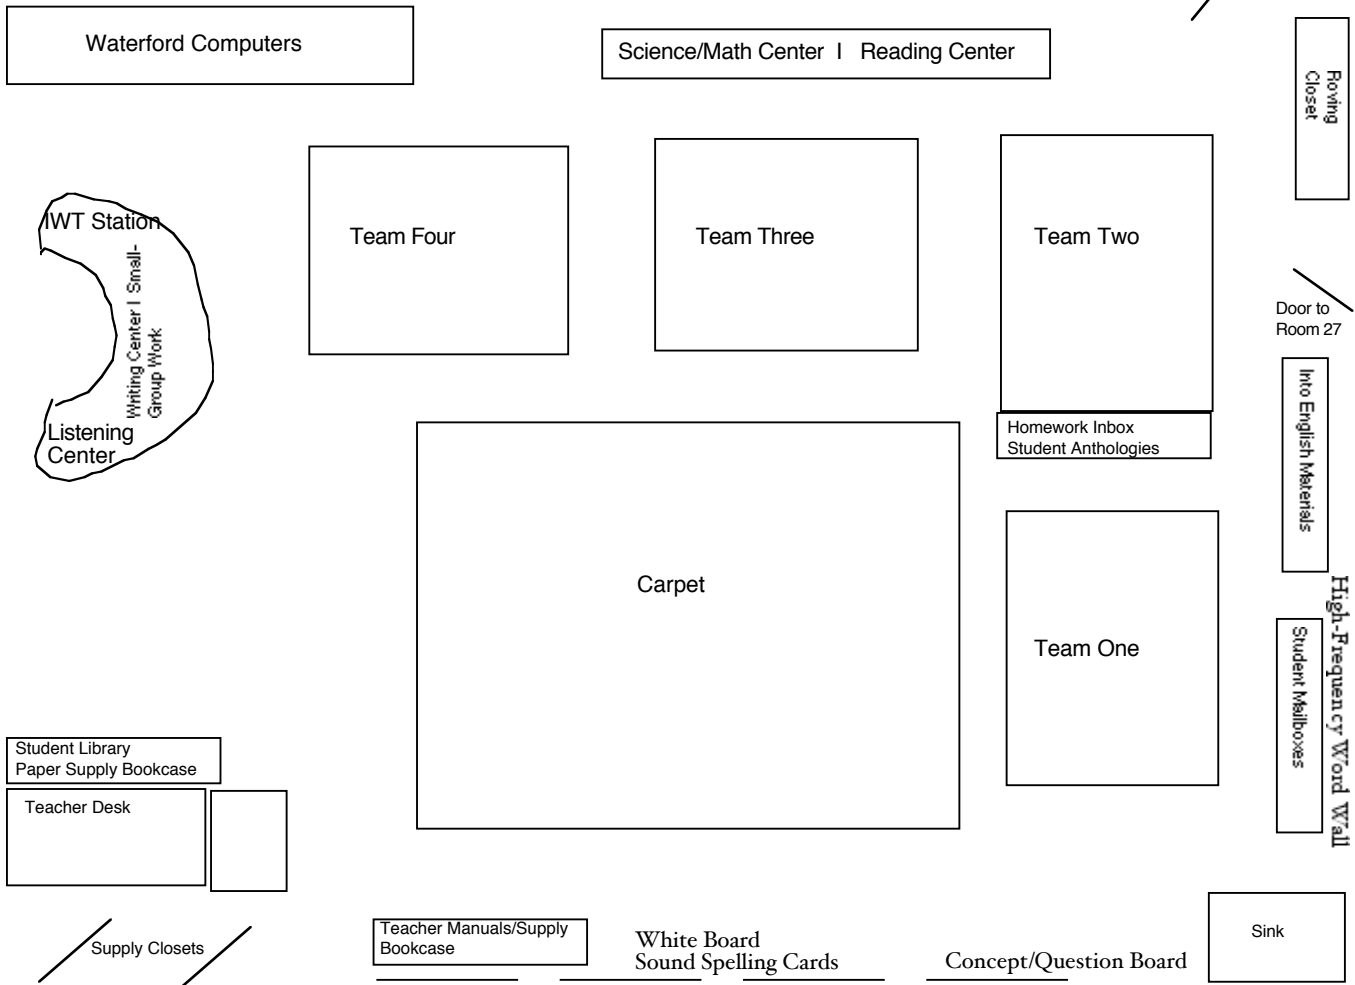 Waterford Computers
Science/Math Center I Reading Center
Roving
Closet
IWT Station
Writing Center I Small-
Group Work
Listening
Center
Team Four
Team Three
Team Two
Door to
Room 27
Homework Inbox
Student Anthologies
Into English Materials
Carpet
Team One
Student Mailboxes
High-Frequency Word Wall
Student Library
Paper Supply Bookcase
Teacher Desk
Supply Closets
Teacher Manuals/Supply
Bookcase
White Board
Sound Spelling Cards
Concept/Question Board
Sink